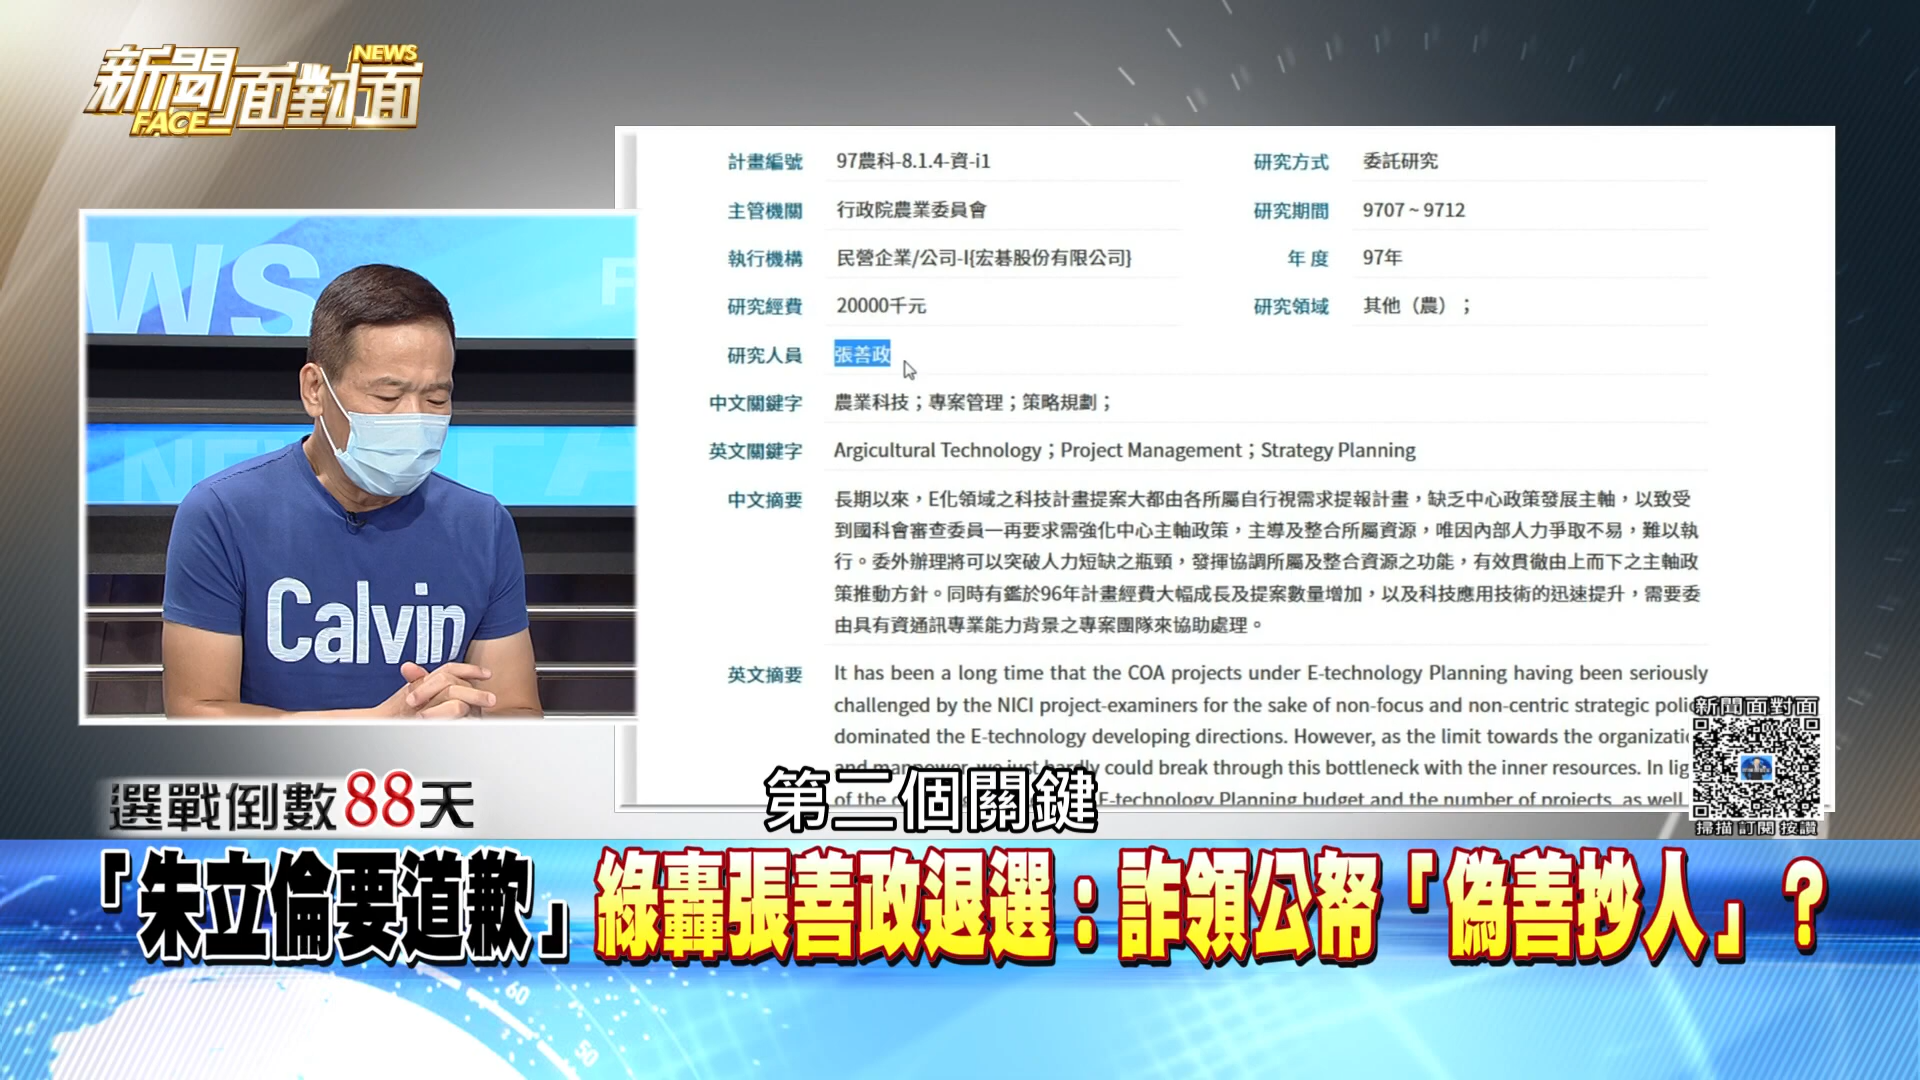 新聞面對面
NEWS
FACE
計畫編號 97農科-8.1.4-資-i1 研究方式 委託研究
主管機關 行政院農業委員會 研究期間 9707 ~ 9712
執行機構 民營企業/公司-I{宏碁股份有限公司} 年 度 97年
研究經費 20000千元 研究領域 其他（農）；
研究人員 張善政
中文關鍵字 農業科技；專案管理；策略規劃；
英文關鍵字 Argicultural Technology；Project Management；Strategy Planning
中文摘要 長期以來，E化領域之科技計畫提案大都由各所屬自行視需求提報計畫，缺乏中心政策發展主軸，以致受
到國科會審查委員一再要求需強化中心主軸政策，主導及整合所屬資源，唯因內部人力爭取不易，難以執
行。委外辦理將可以突破人力短缺之瓶頸，發揮協調所屬及整合資源之功能，有效貫徹由上而下之主軸政
策推動方針。同時有鑑於96年計畫經費大幅成長及提案數量增加，以及科技應用技術的迅速提升，需要委
由具有資通訊專業能力背景之專案團隊來協助處理。
英文摘要 It has been a long time that the COA projects under E-technology Planning having been seriously
challenged by the NICI project-examiners for the sake of non-focus and non-centric strategic polic
dominated the E-technology developing directions. However, as the limit towards the organizatic
and manpower, we just hardly could break through this bottleneck with the inner resources. In lig
of the E-technology Planning budget and the number of projects, as well
WS
Calvin
新聞面對面
掃描 訂閱 按讚
選戰倒數88天
第二個關鍵
「朱立倫要道歉」綠轟張善政退選：詐領公帑「偽善抄人」？
60
50